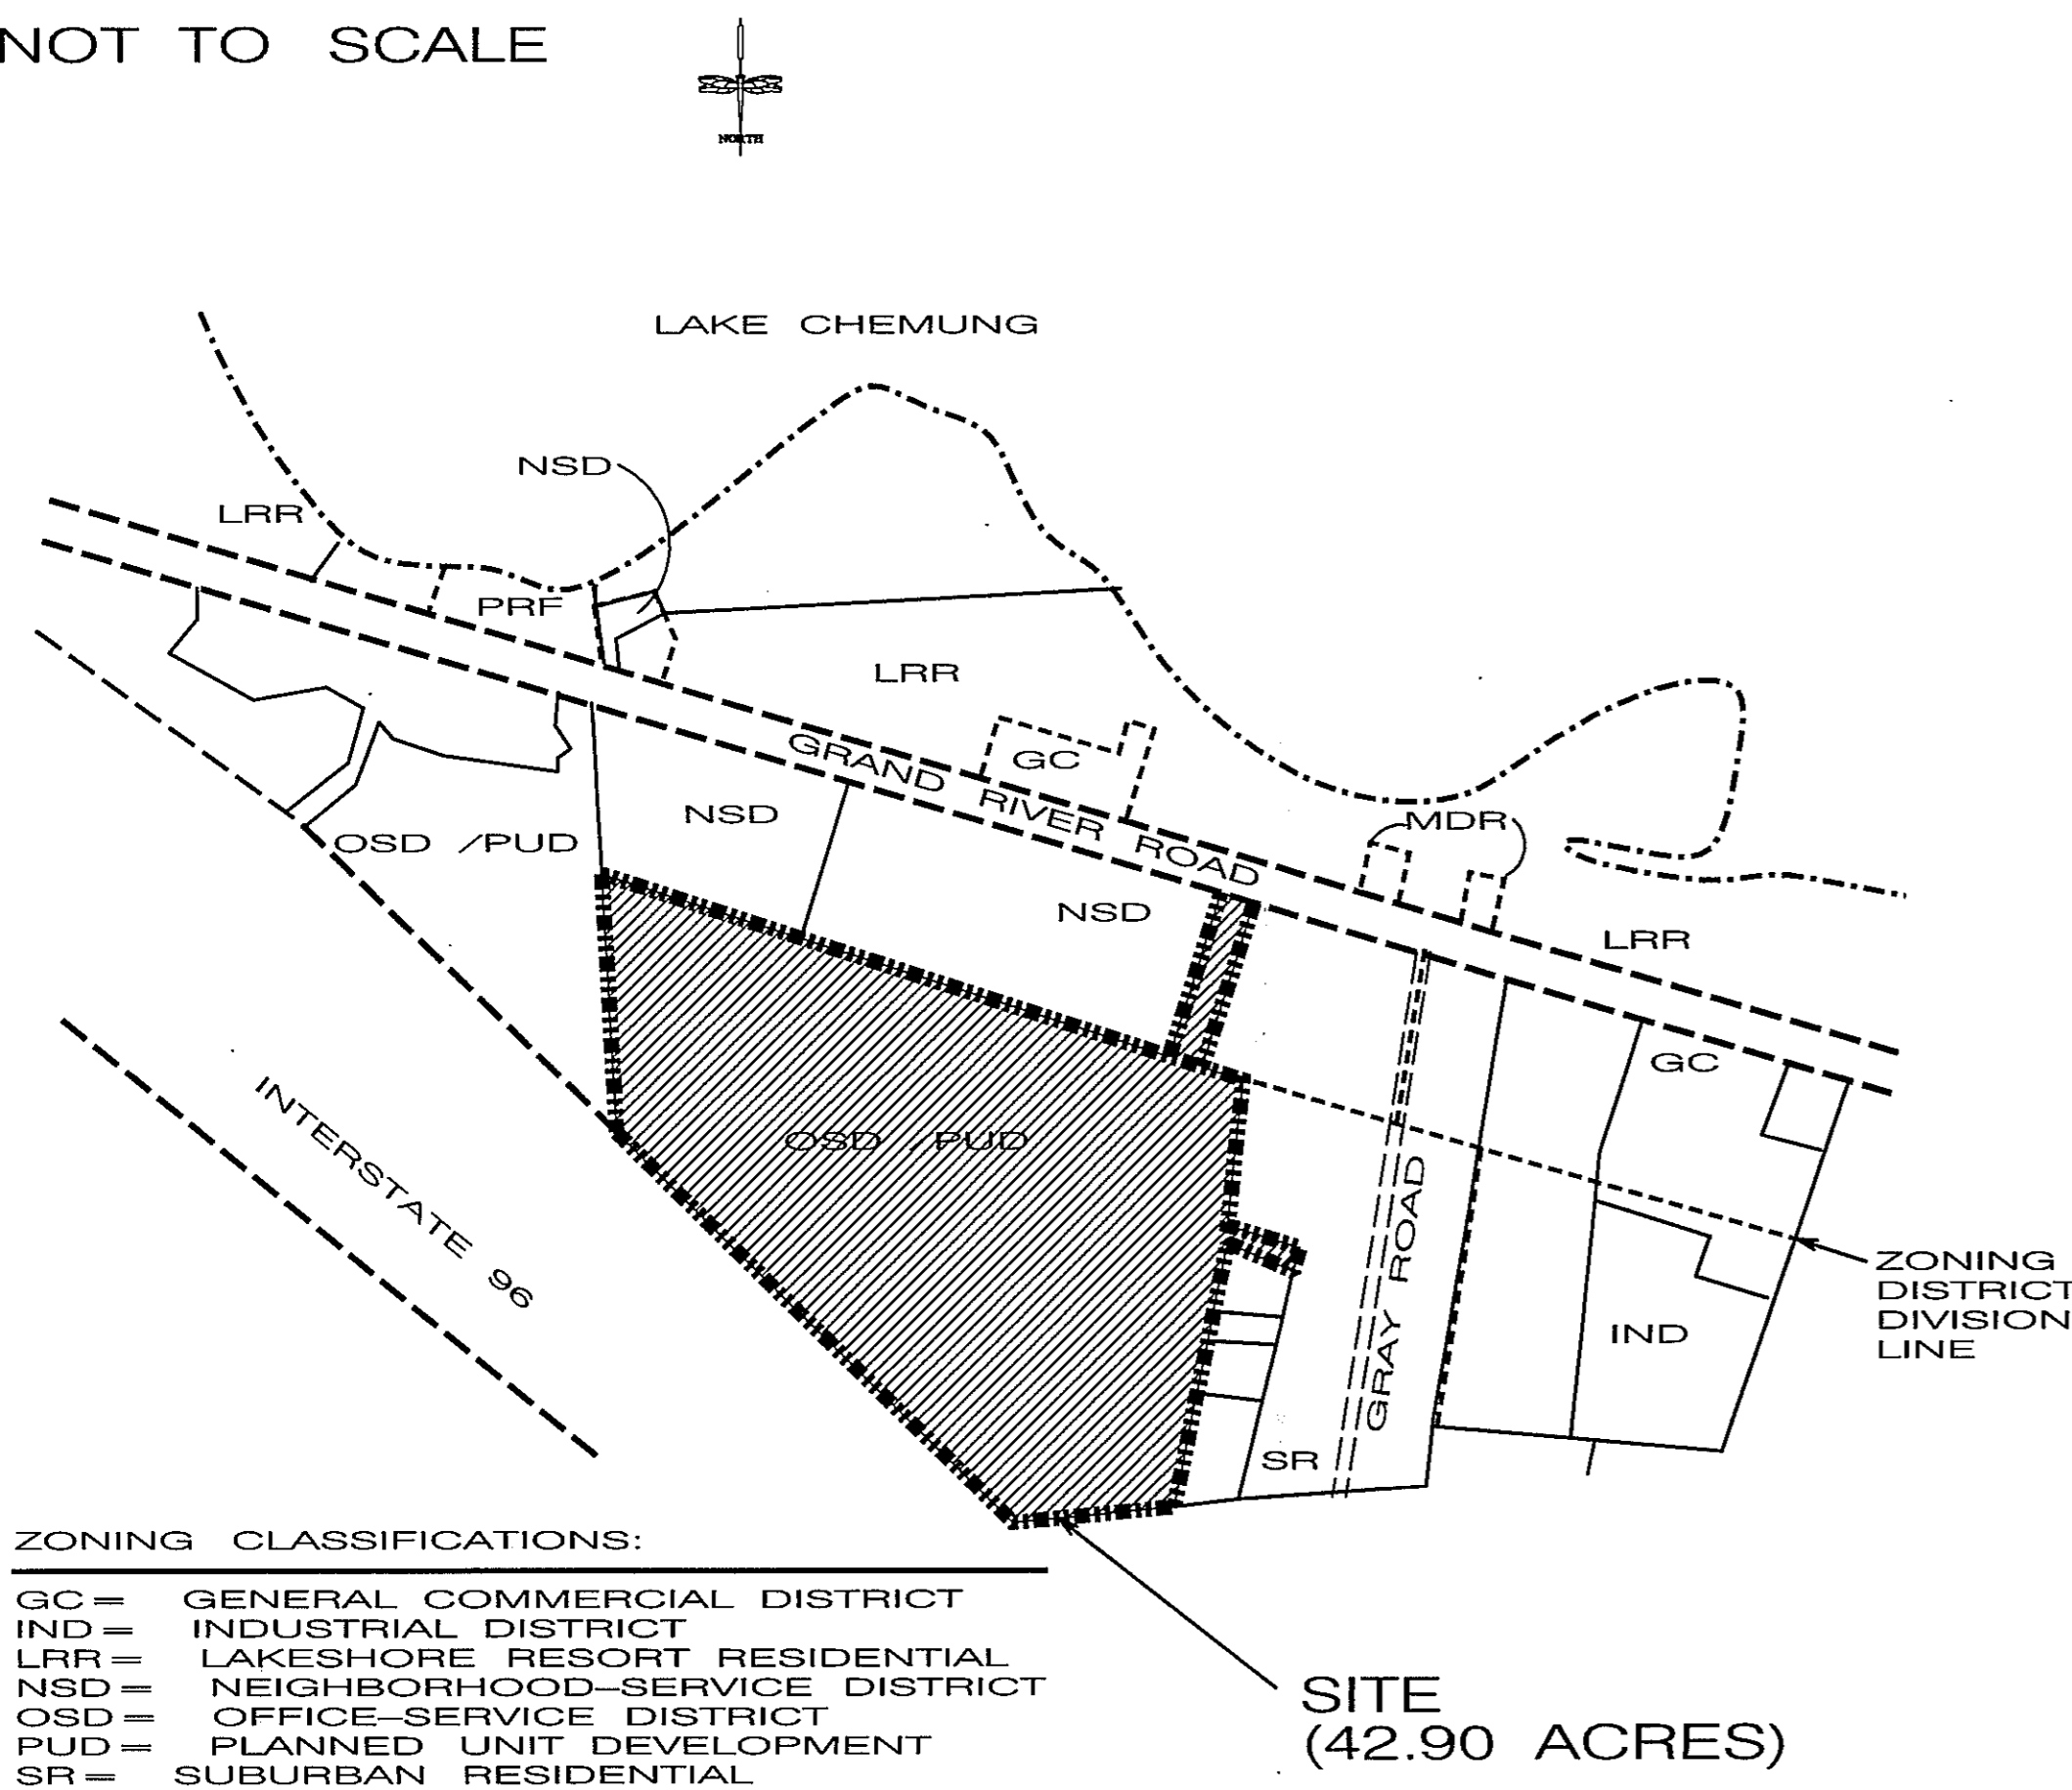 NOT TO SCALE
NORTH
LAKE CHEMUNG
NSD
LRR
PRF
LRR
GC
GRAND RIVER ROAD
MDR
NSD
OSD /PUD
NSD
LRR
GC
INTERSTATE 96
OSD /PUD
GRAY ROAD
ZONING
DISTRICT
DIVISION
LINE
IND
SR
ZONING CLASSIFICATIONS:
GC = GENERAL COMMERCIAL DISTRICT
IND = INDUSTRIAL DISTRICT
LRR = LAKESHORE RESORT RESIDENTIAL
NSD = NEIGHBORHOOD-SERVICE DISTRICT
OSD = OFFICE-SERVICE DISTRICT
PUD = PLANNED UNIT DEVELOPMENT
SR = SUBURBAN RESIDENTIAL
SITE
(42.90 ACRES)